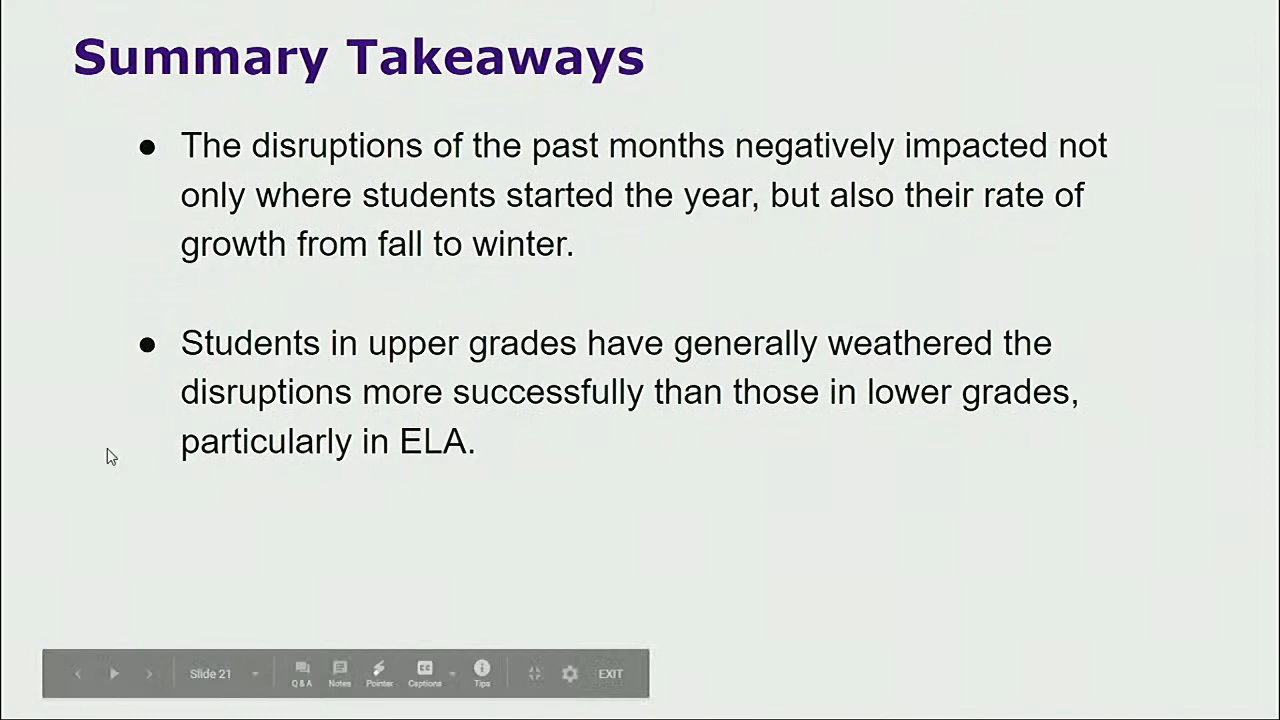 Summary Takeaways
● The disruptions of the past months negatively impacted not
only where students started the year, but also their rate of
growth from fall to winter.
● Students in upper grades have generally weathered the
disruptions more successfully than those in lower grades,
particularly in ELA.
Slide 21 Q & A Notes Pointer CC Captions Tips EXIT